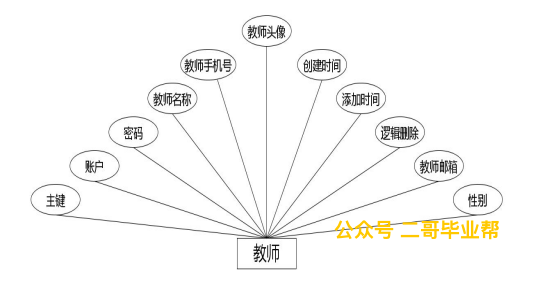 教师头像
教师手机号
创建时间
教师名称
添加时间
密码
逻辑删除
账户
教师邮箱
主键
性别
公众号 二哥毕业帮
教师